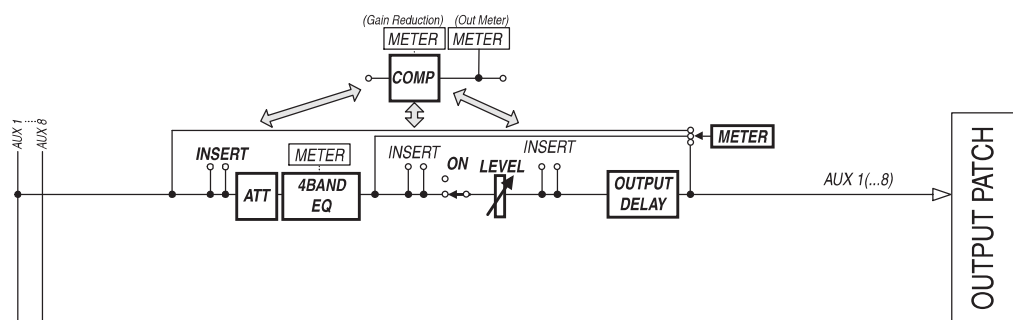 (Gain Reduction) (Out Meter)
METER METER
COMP
AUX 1
AUX 8
METER
INSERT
METER
INSERT
ON
LEVEL
INSERT
ATT
4BAND
EQ
OUTPUT
DELAY
AUX 1(...8)
OUTPUT PATCH